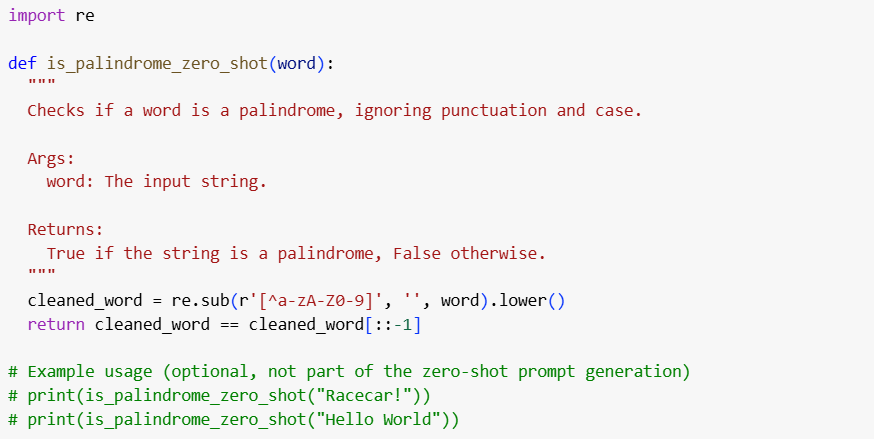 import re

def is_palindrome_zero_shot(word):
  """
  Checks if a word is a palindrome, ignoring punctuation and case.

  Args:
    word: The input string.

  Returns:
    True if the string is a palindrome, False otherwise.
  """
  cleaned_word = re.sub(r'[^a-zA-Z0-9]', '', word).lower()
  return cleaned_word == cleaned_word[::-1]

# Example usage (optional, not part of the zero-shot prompt generation)
# print(is_palindrome_zero_shot("Racecar!"))
# print(is_palindrome_zero_shot("Hello World"))